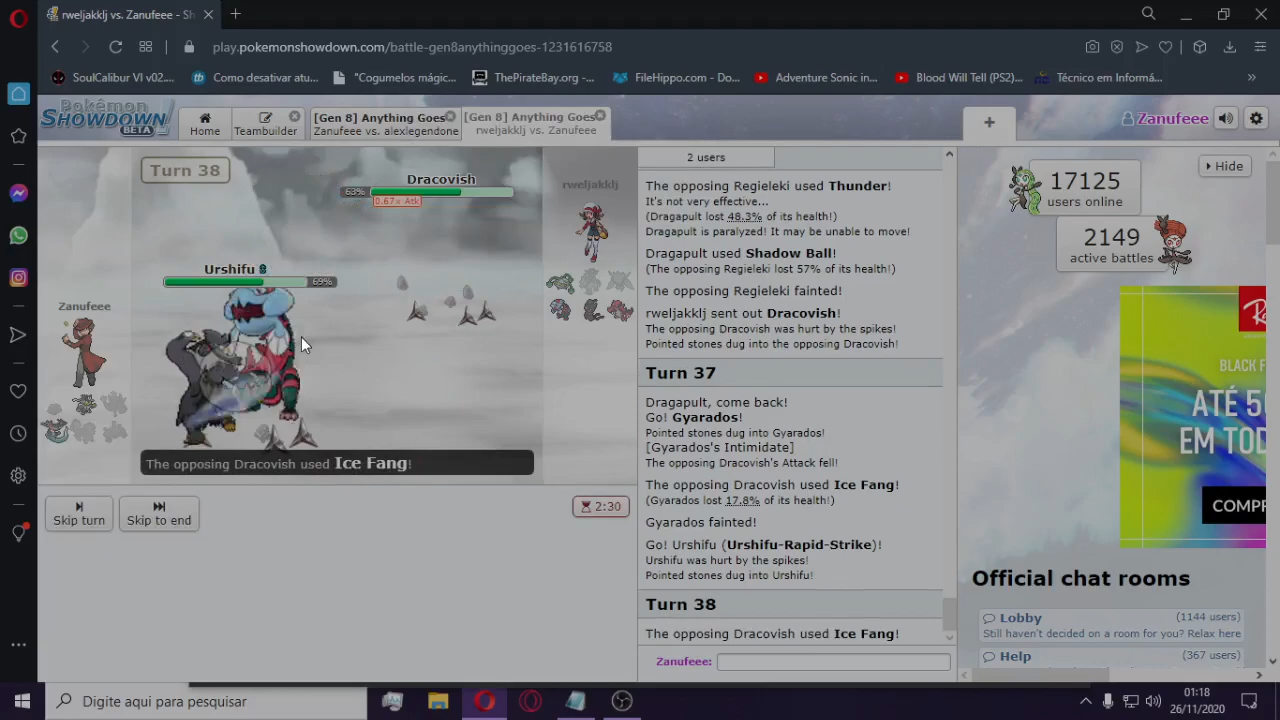 rweljakklj vs. Zanufeee - Sh
play.pokemonshowdown.com/battle-gen8anythinggoes-1231616758
SoulCalibur VI v02....
Como desativar atu...
"Cogumelos mágic...
ThePirateBay.org -...
FileHippo.com - Do...
Adventure Sonic in...
Blood Will Tell (PS2)...
Técnico em Informá...
Pokémon
SHOWDOWN
BETA
Home
Teambuilder
[Gen 8] Anything Goes
Zanufeee vs. alexlegendone
[Gen 8] Anything Goes
rweljakklj vs. Zanufeee
Zanufeee
Turn 38
Dracovish
63%
0.67× Atk
rweljakklj
Urshifu
69%
Zanufeee
The opposing Dracovish used Ice Fang!
Skip turn
Skip to end
2:30
2 users
The opposing Regieleki used Thunder!
It's not very effective...
(Dragapult lost 48.3% of its health!)
Dragapult is paralyzed! It may be unable to move!
Dragapult used Shadow Ball!
(The opposing Regieleki lost 57% of its health!)
The opposing Regieleki fainted!
rweljakklj sent out Dracovish!
The opposing Dracovish was hurt by the spikes!
Pointed stones dug into the opposing Dracovish!
Turn 37
Dragapult, come back!
Go! Gyarados!
Pointed stones dug into Gyarados!
[Gyarados's Intimidate]
The opposing Dracovish's Attack fell!
The opposing Dracovish used Ice Fang!
(Gyarados lost 17.8% of its health!)
Gyarados fainted!
Go! Urshifu (Urshifu-Rapid-Strike)!
Urshifu was hurt by the spikes!
Pointed stones dug into Urshifu!
Turn 38
The opposing Dracovish used Ice Fang!
Zanufeee:
Hide
17125
users online
2149
active battles
BLACK F
ATÉ 5
EM TOD
COMPR
Official chat rooms
Lobby
(1144 users)
Still haven't decided on a room for you? Relax here
Help
(367 users)
Digite aqui para pesquisar
01:18
26/11/2020